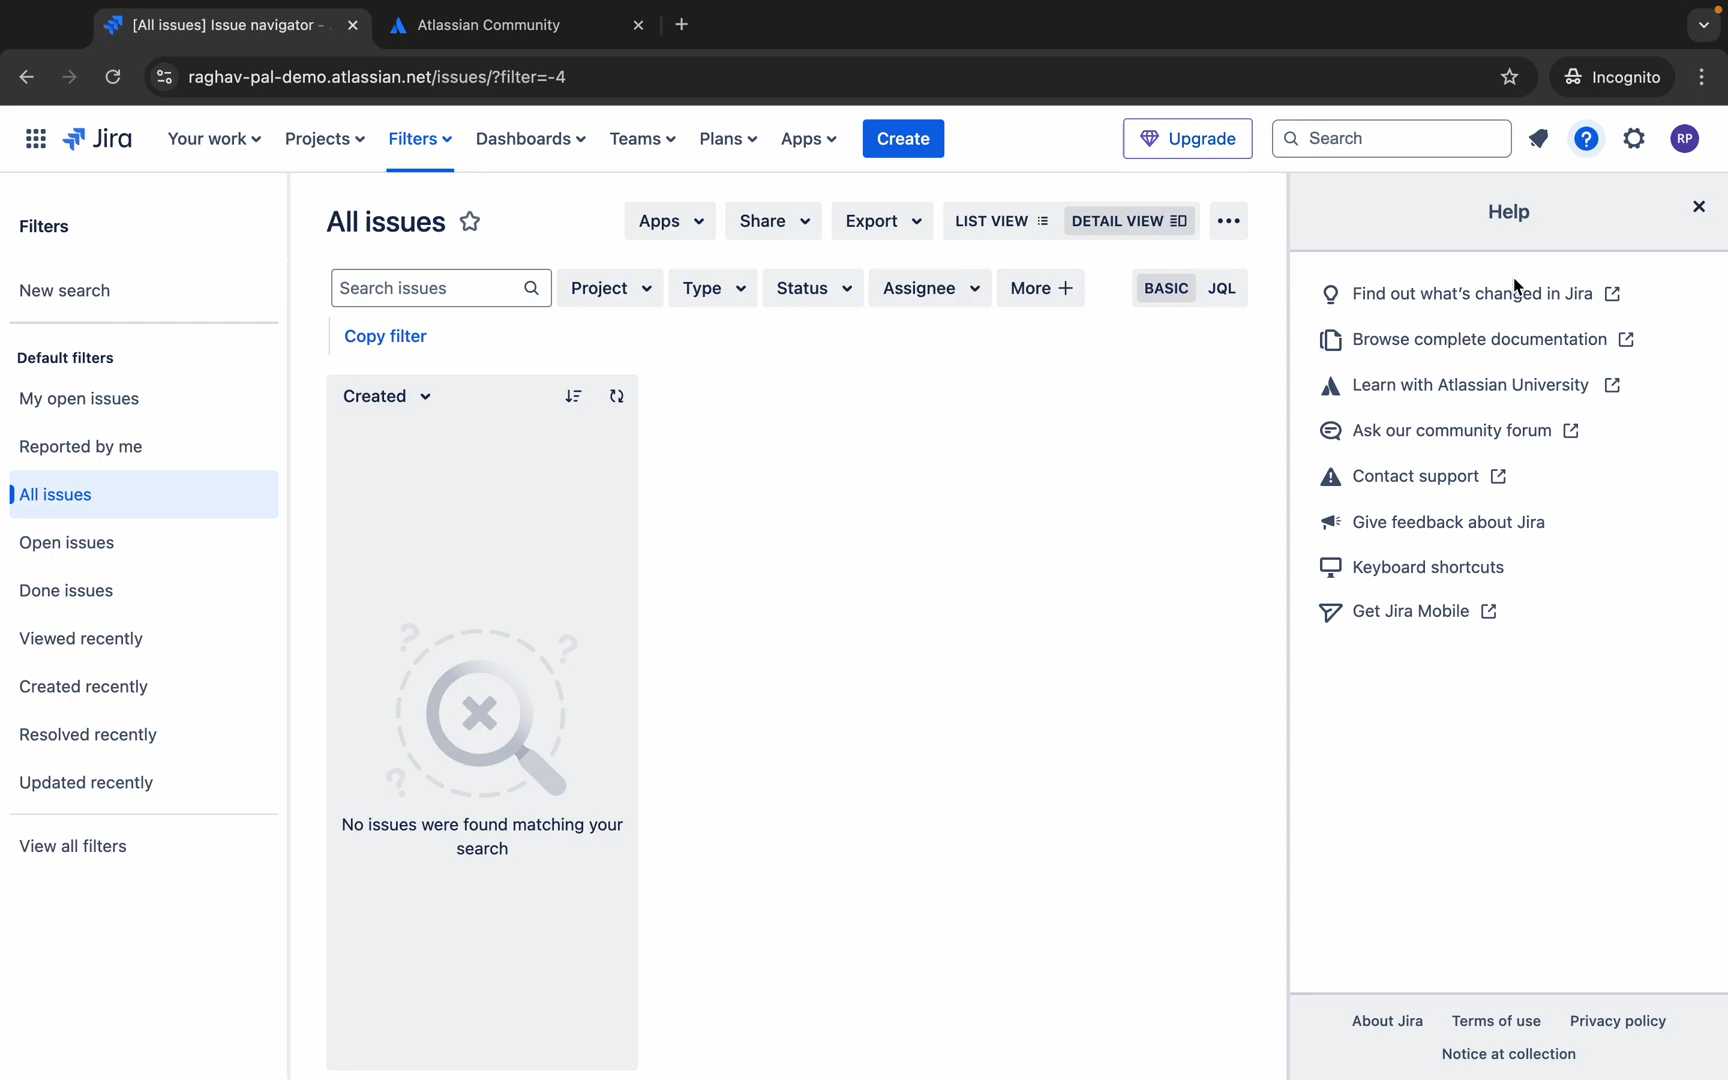 [All issues] Issue navigator -
Atlassian Community
raghav-pal-demo.atlassian.net/issues/?filter=-4
Incognito
Jira
Your work
Projects
Filters
Dashboards
Teams
Plans
Apps
Create
Upgrade
Search
?
RP
Filters
New search
Default filters
My open issues
Reported by me
All issues
Open issues
Done issues
Viewed recently
Created recently
Resolved recently
Updated recently
View all filters
All issues
Apps
Share
Export
LIST VIEW
DETAIL VIEW
Search issues
Project
Type
Status
Assignee
More +
BASIC
JQL
Copy filter
Created
? ?
?
No issues were found matching your
search
Help
Find out what's changed in Jira
Browse complete documentation
Learn with Atlassian University
Ask our community forum
Contact support
Give feedback about Jira
Keyboard shortcuts
Get Jira Mobile
About Jira
Terms of use
Privacy policy
Notice at collection